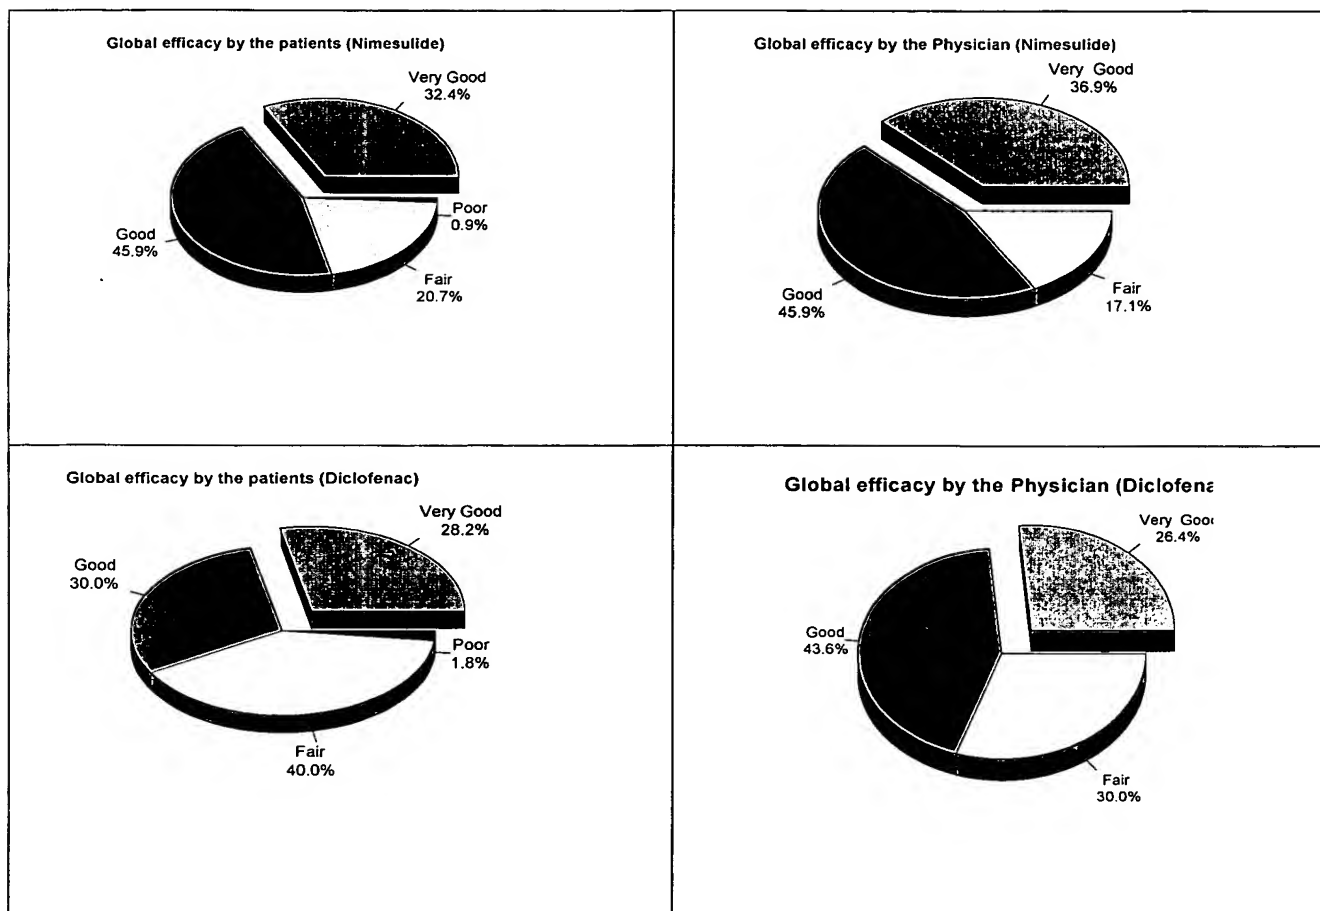 Global efficacy by the patients (Nimesulide)
Very Good
32.4%
Poor
0.9%
Good
45.9%
Fair
20.7%
Global efficacy by the Physician (Nimesulide)
Very Good
36.9%
Good
45.9%
Fair
17.1%
Global efficacy by the patients (Diclofenac)
Very Good
28.2%
Good
30.0%
Poor
1.8%
Fair
40.0%
Global efficacy by the Physician (Diclofena
Very Goo
26.4%
Good
43.6%
Fair
30.0%